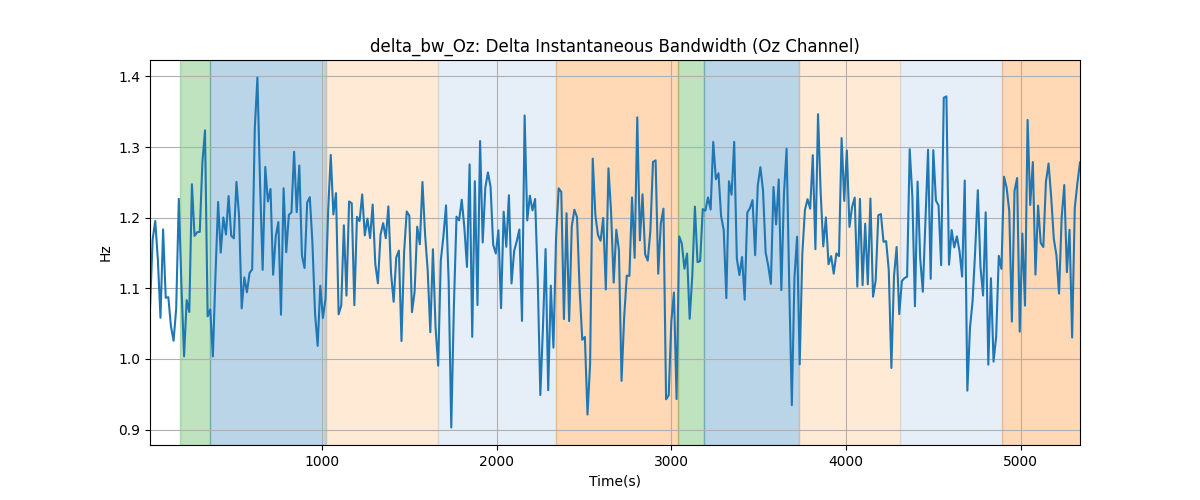 delta_bw_Oz: Delta Instantaneous Bandwidth (Oz Channel)
1.4
1.3
1.2
1.1
1.0
0.9
Hz
1000 2000 3000 4000 5000
Time(s)